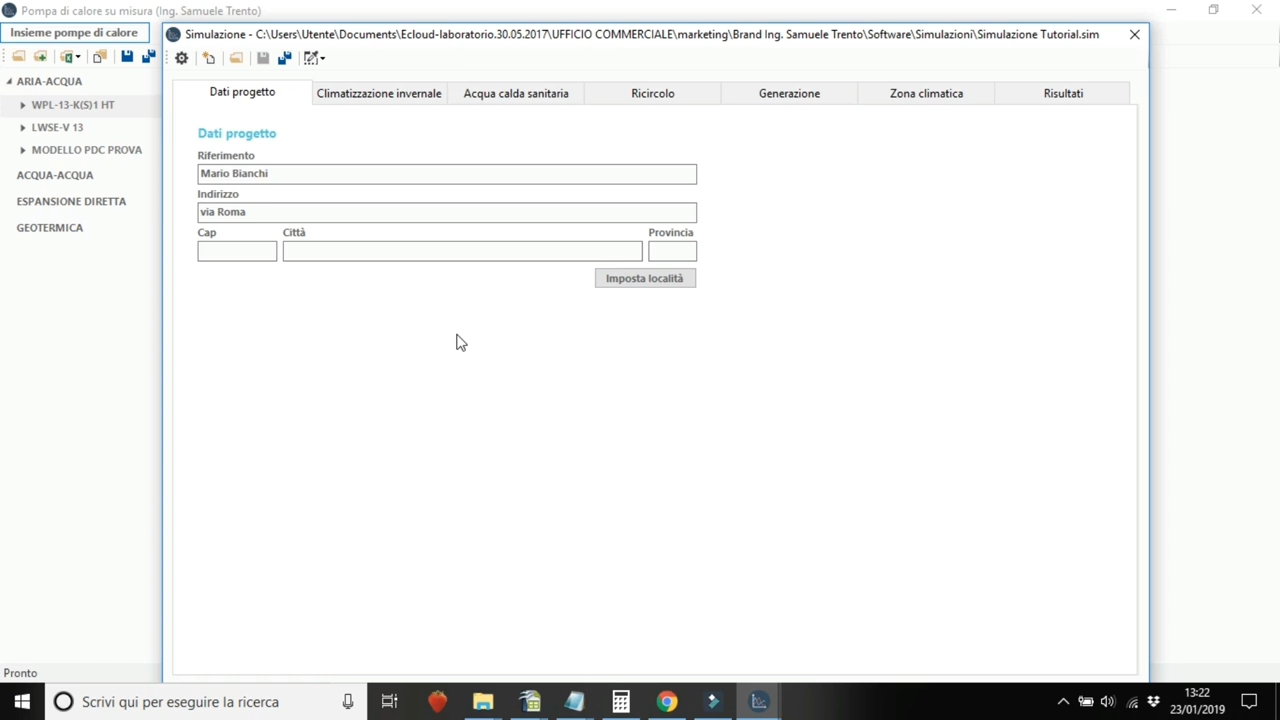 Pompa di calore su misura (Ing. Samuele Trento)
Insieme pompe di calore
Simulazione - C:\Users\Utente\Documents\Ecloud-laboratorio.30.05.2017\UFFICIO COMMERCIALE\marketing\Brand Ing. Samuele Trento\Software\Simulazioni\Simulazione Tutorial.sim
ARIA-ACQUA
WPL-13-K(S)1 HT
LWSE-V 13
MODELLO PDC PROVA
ACQUA-ACQUA
ESPANSIONE DIRETTA
GEOTERMICA
Dati progetto
Climatizzazione invernale
Acqua calda sanitaria
Ricircolo
Generazione
Zona climatica
Risultati
Dati progetto
Riferimento
Mario Bianchi
Indirizzo
via Roma
Cap Città Provincia
Imposta località
Pronto
Scrivi qui per eseguire la ricerca
13:22
23/01/2019